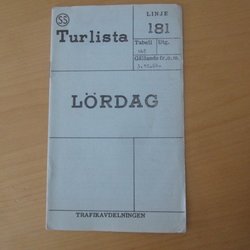 SS
LINJE
Turlista
181
Tabell Utg.
Gällande fr.o.m.
LÖRDAG
TRAFIKAVDELNINGEN